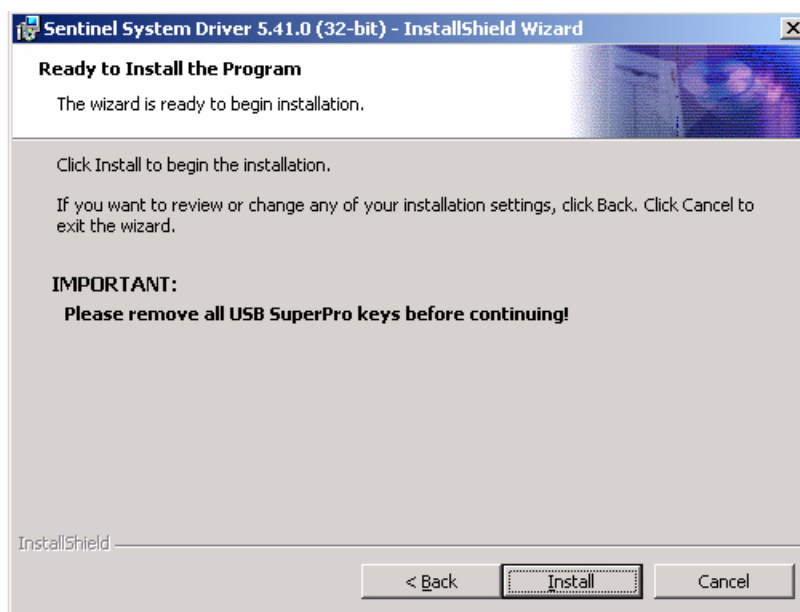 Sentinel System Driver 5.41.0 (32-bit) - InstallShield Wizard
Ready to Install the Program
The wizard is ready to begin installation.
Click Install to begin the installation.
If you want to review or change any of your installation settings, click Back. Click Cancel to
exit the wizard.
IMPORTANT:
Please remove all USB SuperPro keys before continuing!
InstallShield
< Back
Install
Cancel